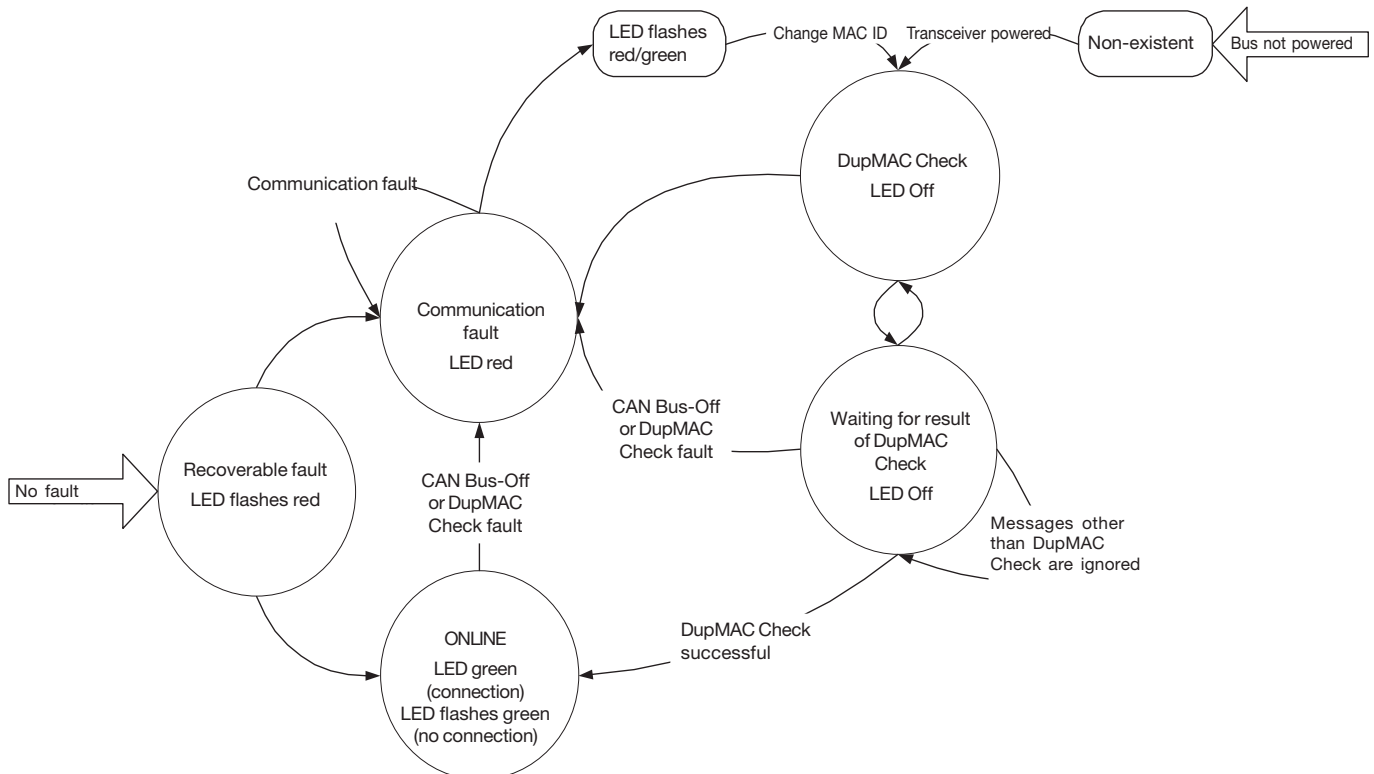 LED flashes
red/green
Change MAC ID
Transceiver powered
Non-existent
Bus not powered
DupMAC Check
LED Off
Communication fault
Communication
fault
LED red
CAN Bus-Off
or DupMAC
Check fault
Waiting for result
of DupMAC
Check
LED Off
No fault
Recoverable fault
LED flashes red
CAN Bus-Off
or DupMAC
Check fault
Messages other
than DupMAC
Check are ignored
ONLINE
LED green
(connection)
LED flashes green
(no connection)
DupMAC Check
successful